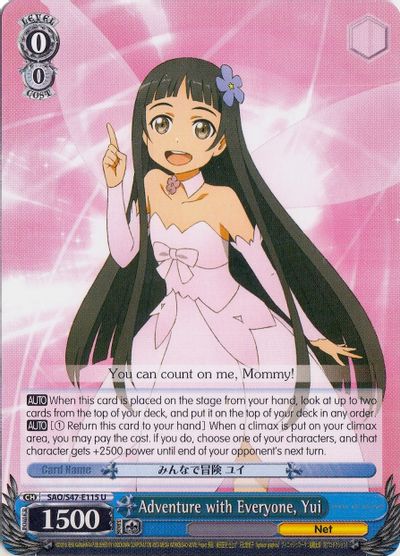 LEVEL
0
0
COST
You can count on me, Mommy!
AUTO When this card is placed on the stage from your hand, look at up to two
cards from the top of your deck, and put it on the top of your deck in any order.
AUTO [① Return this card to your hand] When a climax is put on your climax
area, you may pay cost. If you do, choose one of your characters, and that
character gets +2500 power until end of your opponent's next turn.
Card Name みんなで冒険 ユイ
CH SAO/S47-E115 U
POWER 1500 Adventure with Everyone, Yui
Net